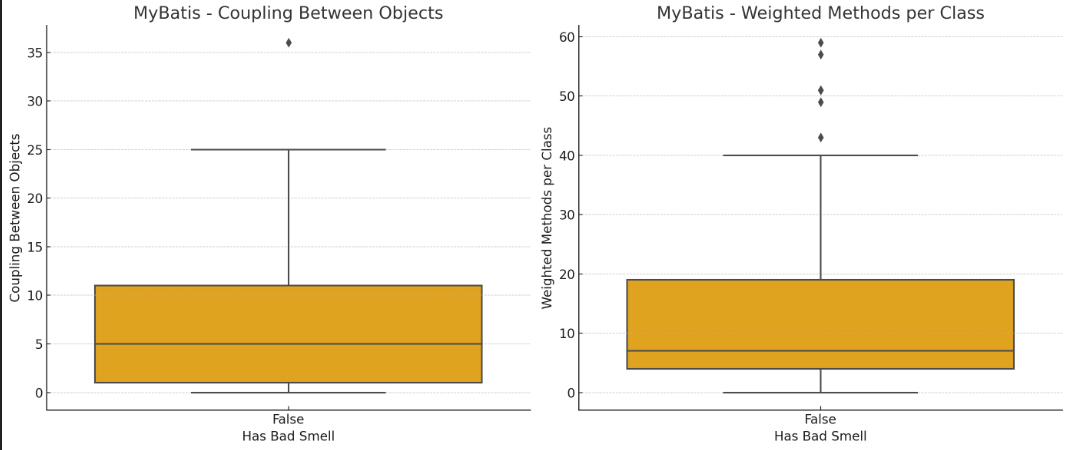 MyBatis - Coupling Between Objects
Coupling Between Objects
35
30
25
20
15
10
5
0
False
Has Bad Smell
MyBatis - Weighted Methods per Class
Weighted Methods per Class
60
50
40
30
20
10
0
False
Has Bad Smell